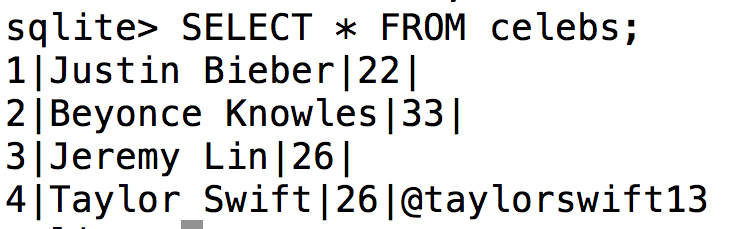 sqlite> SELECT * FROM celebs;
1|Justin Bieber|22|
2|Beyonce Knowles|33|
3|Jeremy Lin|26|
4|Taylor Swift|26|@taylorswift13